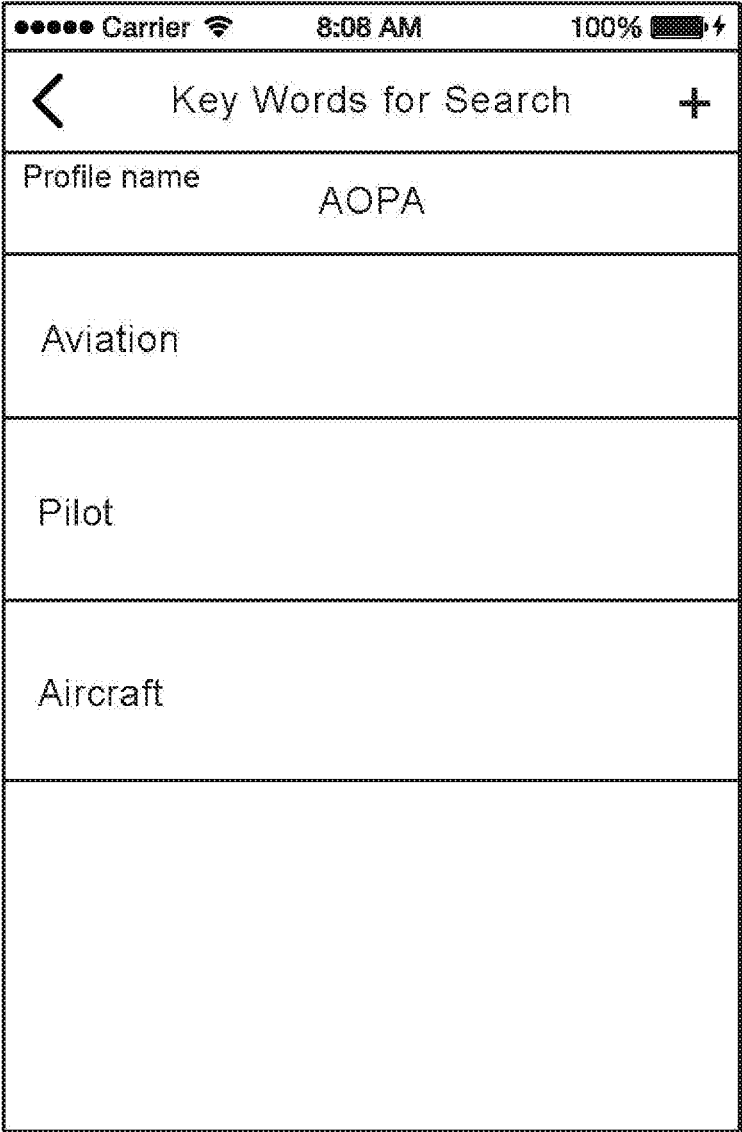 Carrier 8:08 AM 100%
Key Words for Search +
Profile name
AOPA
Aviation
Pilot
Aircraft